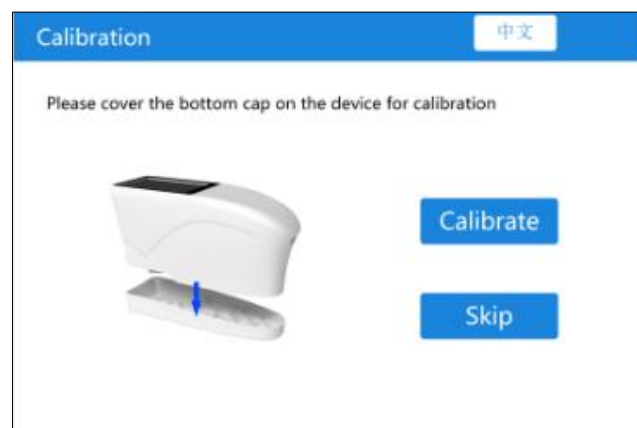 Calibration
中文
Please cover the bottom cap on the device for calibration
Calibrate
Skip